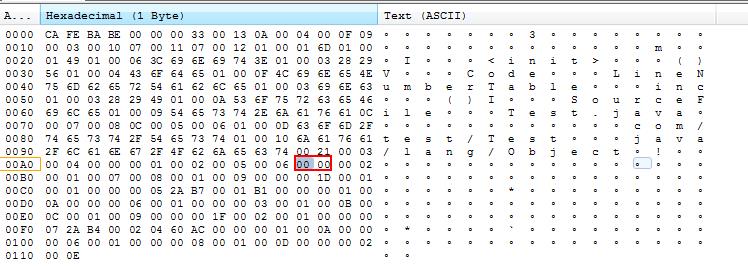 A... Hexadecimal (1 Byte) Text (ASCII)
0000 CA FE BA BE 00 00 00 33 00 13 0A 00 04 00 0F 09 ∘ ∘ ∘ ∘ ∘ ∘ ∘ 3 ∘ ∘ ∘ ∘ ∘ ∘ ∘ ∘
0010 00 03 00 10 07 00 11 07 00 12 01 00 01 6D 01 00 ∘ ∘ ∘ ∘ ∘ ∘ ∘ ∘ ∘ ∘ ∘ ∘ ∘ m ∘ ∘
0020 01 49 01 00 06 3C 69 6E 69 74 3E 01 00 03 28 29 ∘ I ∘ ∘ ∘ < i n i t > ∘ ∘ ∘ ( )
0030 56 01 00 04 43 6F 64 65 01 00 0F 4C 69 6E 65 4E V ∘ ∘ ∘ C o d e ∘ ∘ ∘ L i n e N
0040 75 6D 62 65 72 54 61 62 6C 65 01 00 03 69 6E 63 u m b e r T a b l e ∘ ∘ ∘ i n c
0050 01 00 03 28 29 49 01 00 0A 53 6F 75 72 63 65 46 ∘ ∘ ∘ ( ) I ∘ ∘ ∘ S o u r c e F
0060 69 6C 65 01 00 09 54 65 73 74 2E 6A 61 76 61 0C i l e ∘ ∘ ∘ T e s t . j a v a ∘
0070 00 07 00 08 0C 00 05 00 06 01 00 0D 63 6F 6D 2F ∘ ∘ ∘ ∘ ∘ ∘ ∘ ∘ ∘ ∘ ∘ ∘ c o m /
0080 74 65 73 74 2F 54 65 73 74 01 00 10 6A 61 76 61 t e s t / T e s t ∘ ∘ ∘ j a v a
0090 2F 6C 61 6E 67 2F 4F 62 6A 65 63 74 00 21 00 03 / l a n g / O b j e c t ∘ ! ∘ ∘
00A0 00 04 00 00 00 01 00 02 00 05 00 06 00 00 00 02 ∘ ∘ ∘ ∘ ∘ ∘ ∘ ∘ ∘ ∘ ∘ ∘ ∘ ∘ ∘ ∘
00B0 00 01 00 07 00 08 00 01 00 09 00 00 00 1D 00 01 ∘ ∘ ∘ ∘ ∘ ∘ ∘ ∘ ∘ ∘ ∘ ∘ ∘ ∘ ∘ ∘
00C0 00 01 00 00 00 05 2A B7 00 01 B1 00 00 00 01 00 ∘ ∘ ∘ ∘ ∘ ∘ * ∘ ∘ ∘ ∘ ∘ ∘ ∘ ∘ ∘
00D0 0A 00 00 00 06 00 01 00 00 00 03 00 01 00 0B 00 ∘ ∘ ∘ ∘ ∘ ∘ ∘ ∘ ∘ ∘ ∘ ∘ ∘ ∘ ∘ ∘
00E0 0C 00 01 00 09 00 00 00 1F 00 02 00 01 00 00 00 ∘ ∘ ∘ ∘ ∘ ∘ ∘ ∘ ∘ ∘ ∘ ∘ ∘ ∘ ∘ ∘
00F0 07 2A B4 00 02 04 60 AC 00 00 00 01 00 0A 00 00 ∘ * ∘ ∘ ∘ ∘ ` ∘ ∘ ∘ ∘ ∘ ∘ ∘ ∘ ∘
0100 00 06 00 01 00 00 00 08 00 01 00 0D 00 00 00 02 ∘ ∘ ∘ ∘ ∘ ∘ ∘ ∘ ∘ ∘ ∘ ∘ ∘ ∘ ∘ ∘
0110 00 0E ∘ ∘